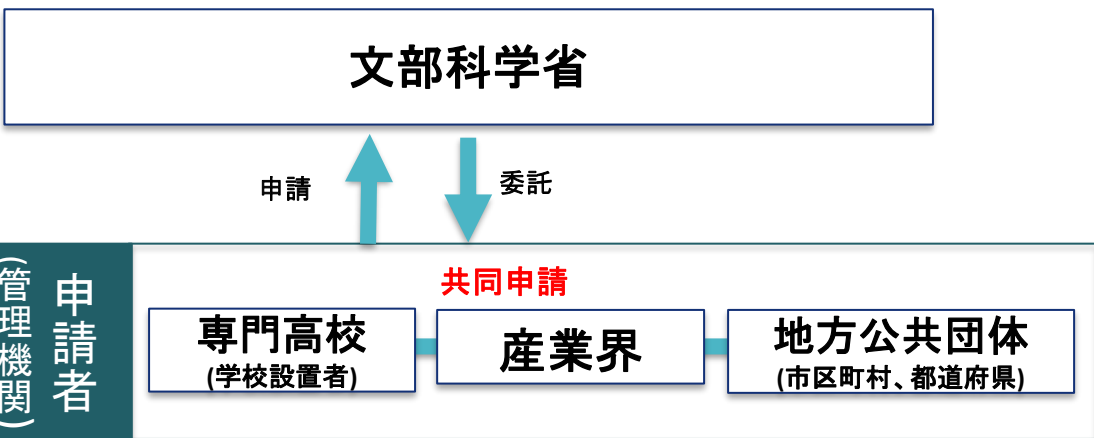 文部科学省
申請
委託
申請者
(管理機関)
共同申請
専門高校
(学校設置者)
産業界
地方公共団体
(市区町村、都道府県)